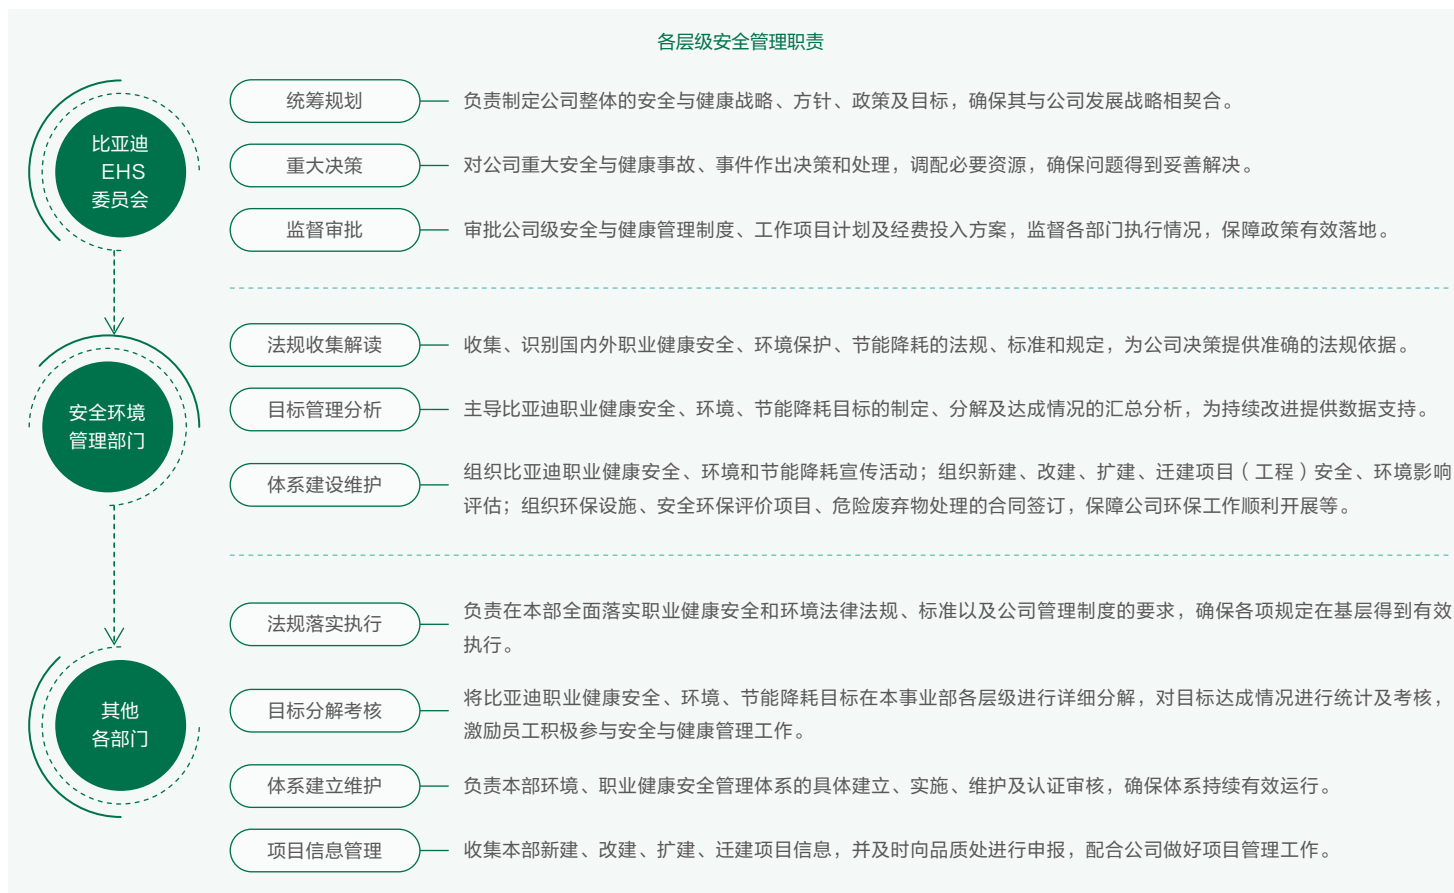 各层级安全管理职责
比亚迪
EHS
委员会
统筹规划
负责制定公司整体的安全与健康战略、方针、政策及目标，确保其与公司发展战略相契合。
重大决策
对公司重大安全与健康事故、事件作出决策和处理，调配必要资源，确保问题得到妥善解决。
监督审批
审批公司级安全与健康管理制度、工作项目计划及经费投入方案，监督各部门执行情况，保障政策有效落地。
安全环境
管理部门
法规收集解读
收集、识别国内外职业健康安全、环境保护、节能降耗的法规、标准和规定，为公司决策提供准确的法规依据。
目标管理分析
主导比亚迪职业健康安全、环境、节能降耗目标的制定、分解及达成情况的汇总分析，为持续改进提供数据支持。
体系建设维护
组织比亚迪职业健康安全、环境和节能降耗宣传活动；组织新建、改建、扩建、迁建项目（工程）安全、环境影响
评估；组织环保设施、安全环保评价项目、危险废弃物处理的合同签订，保障公司环保工作顺利开展等。
其他
各部门
法规落实执行
负责在本部全面落实职业健康安全和环境法律法规、标准以及公司管理制度的要求，确保各项规定在基层得到有效
执行。
目标分解考核
将比亚迪职业健康安全、环境、节能降耗目标在本事业部各层级进行详细分解，对目标达成情况进行统计及考核，
激励员工积极参与安全与健康管理工作。
体系建立维护
负责本部环境、职业健康安全管理体系的具体建立、实施、维护及认证审核，确保体系持续有效运行。
项目信息管理
收集本部新建、改建、扩建、迁建项目信息，并及时向品质处进行申报，配合公司做好项目管理工作。